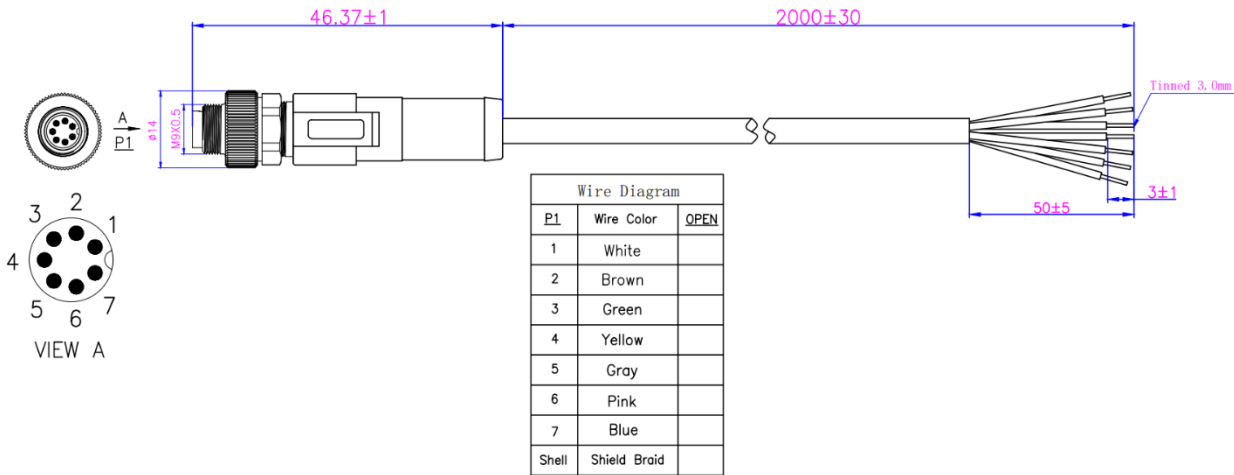 46.37±1
2000±30
Tinned 3.0mm
A
P1
ø14
M9X0.5
3±1
50±5
1
2
3
4
5
6
7
VIEW A
Wire Diagram
P1 Wire Color OPEN
1 White
2 Brown
3 Green
4 Yellow
5 Gray
6 Pink
7 Blue
Shell Shield Braid